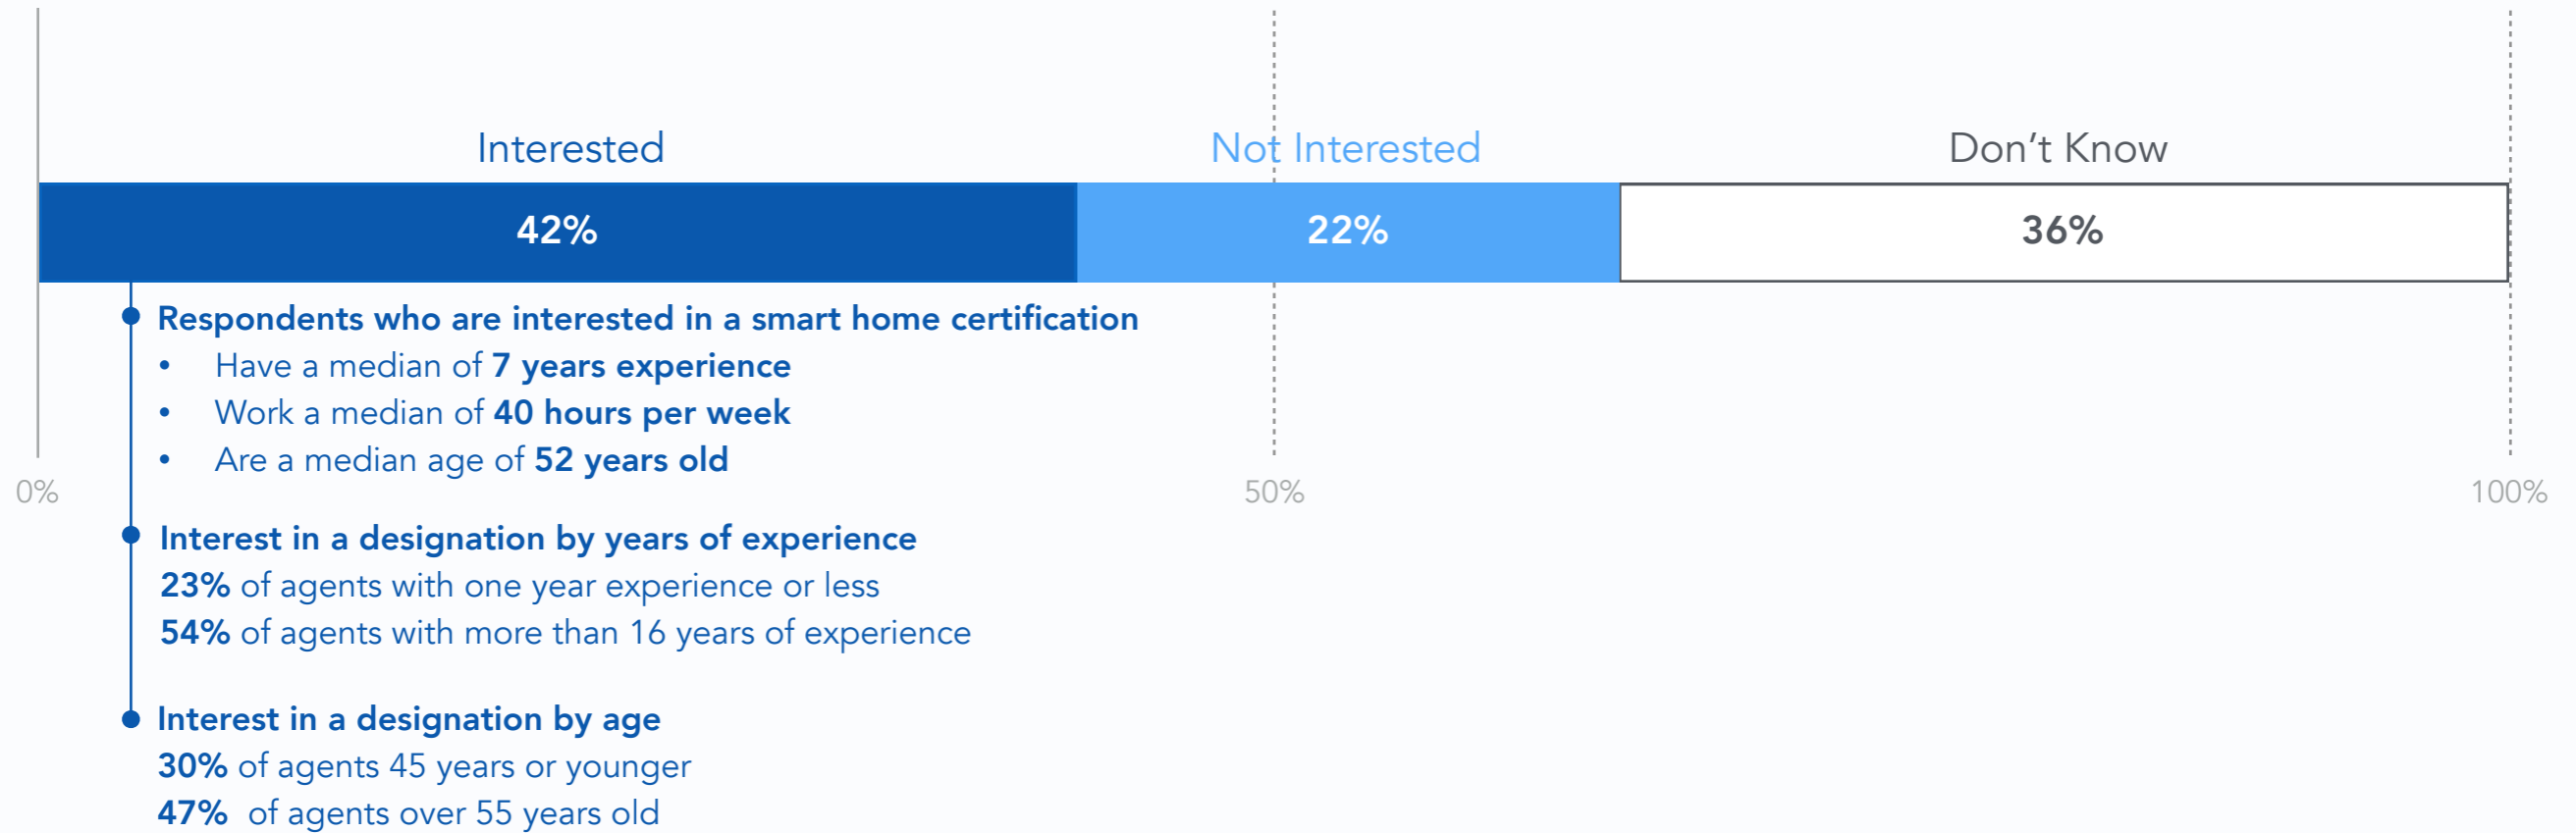 Interested
Not Interested
Don't Know
42%
22%
36%
Respondents who are interested in a smart home certification
• Have a median of 7 years experience
• Work a median of 40 hours per week
• Are a median age of 52 years old
0%
50%
100%
Interest in a designation by years of experience
23% of agents with one year experience or less
54% of agents with more than 16 years of experience
Interest in a designation by age
30% of agents 45 years or younger
47% of agents over 55 years old